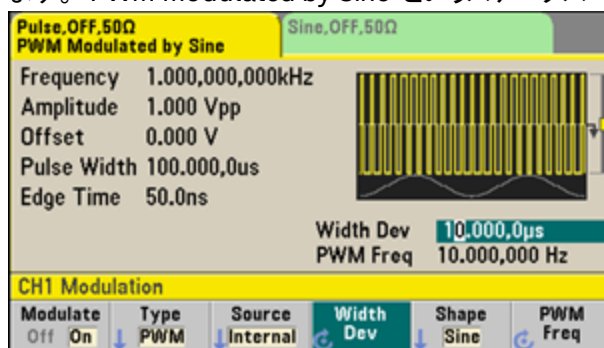 Pulse,OFF,50Ω
PWM Modulated by Sine
Sine,OFF,50Ω
Frequency 1.000,000,000kHz
Amplitude 1.000 Vpp
Offset 0.000 V
Pulse Width 100.000,0us
Edge Time 50.0ns
Width Dev 10.000,0µs
PWM Freq 10.000,000 Hz
CH1 Modulation
Modulate Type Source Width Shape PWM
Off On PWM Internal Dev Sine Freq